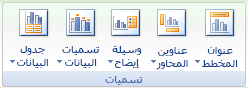 عنوان
المخطط
عناوين
المحاور
وسيلة
إيضاح
تسميات
البيانات
جدول
البيانات
تسميات